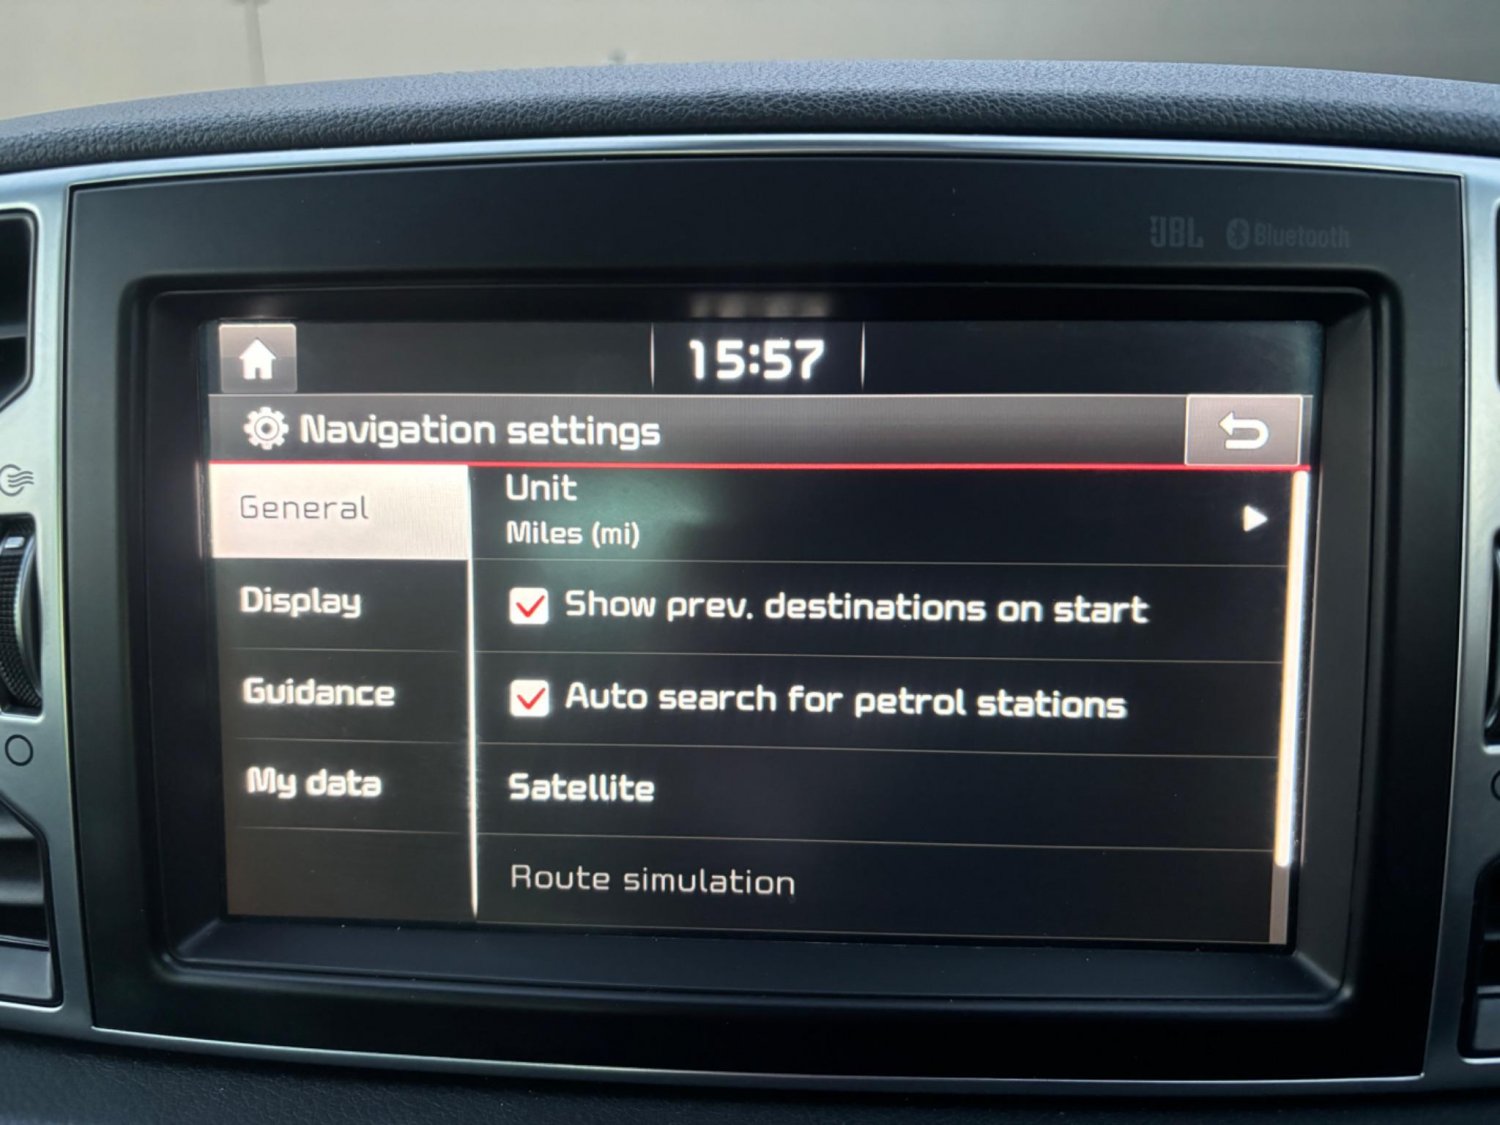 JBL Bluetooth
15:57
Navigation settings
General
Unit
Miles (mi)
Display
Show prev. destinations on start
Guidance
Auto search for petrol stations
My data
Satellite
Route simulation